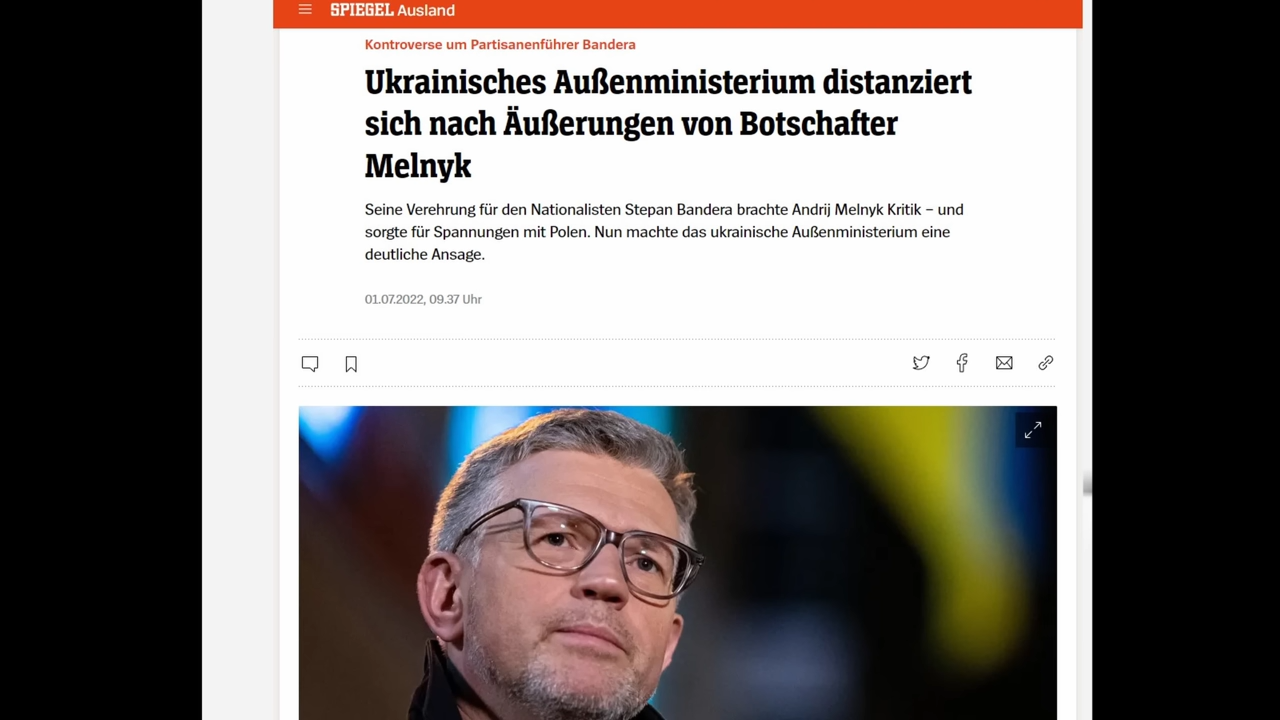 SPIEGEL Ausland
Kontroverse um Partisanenführer Bandera
Ukrainisches Außenministerium distanziert
sich nach Äußerungen von Botschafter
Melnyk
Seine Verehrung für den Nationalisten Stepan Bandera brachte Andrij Melnyk Kritik – und
sorgte für Spannungen mit Polen. Nun machte das ukrainische Außenministerium eine
deutliche Ansage.
01.07.2022, 09.37 Uhr